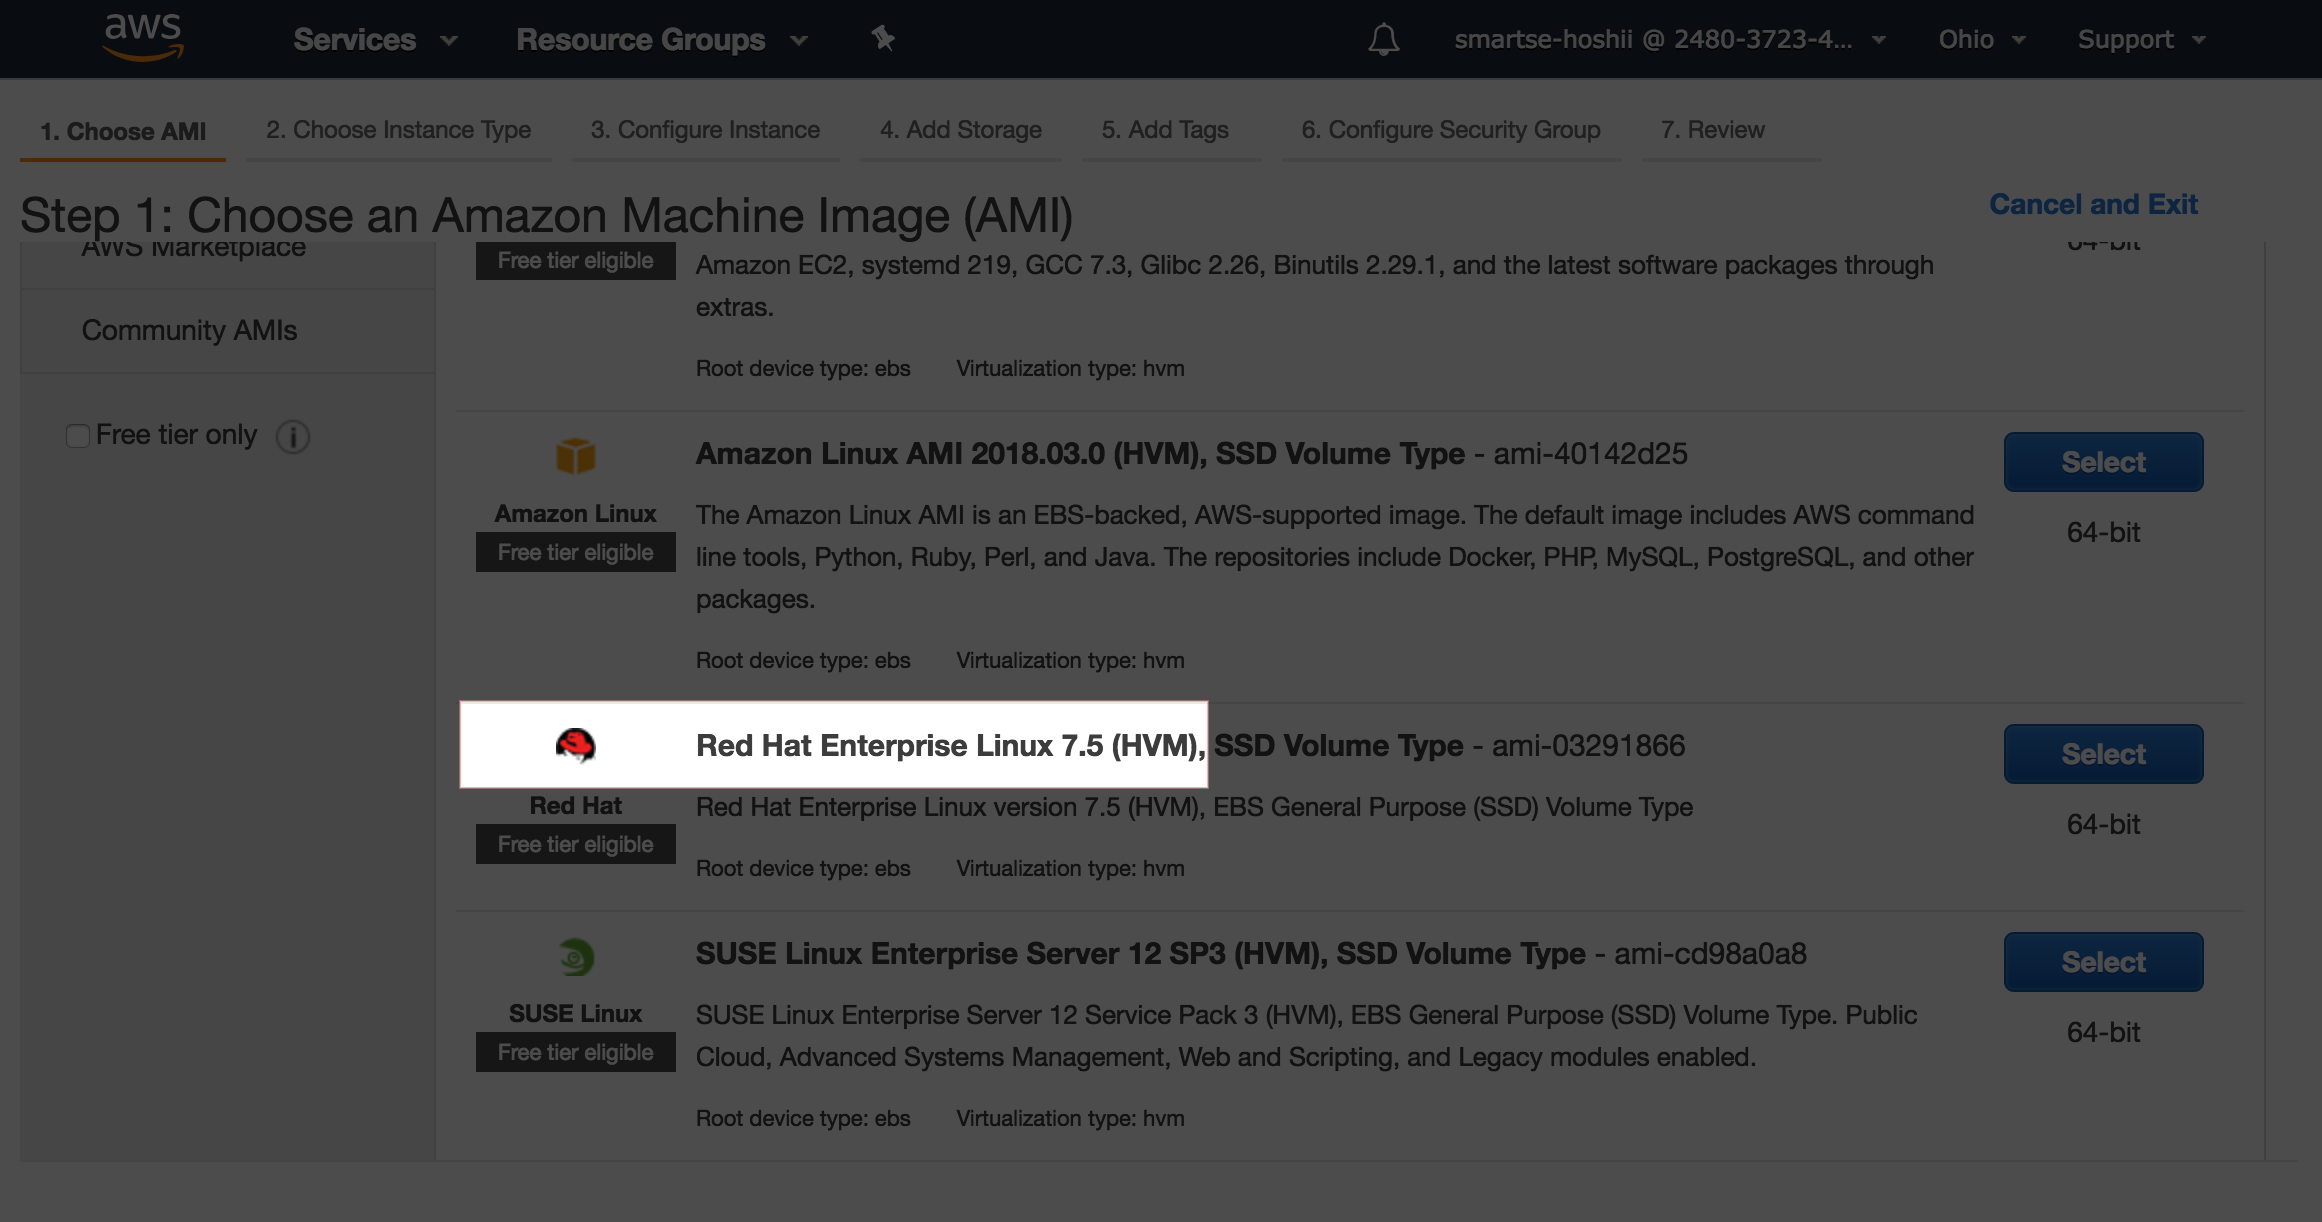 aws
Services
Resource Groups
smartse-hoshii @ 2480-3723-4...
Ohio
Support
1. Choose AMI
2. Choose Instance Type
3. Configure Instance
4. Add Storage
5. Add Tags
6. Configure Security Group
7. Review
Step 1: Choose an Amazon Machine Image (AMI)
Cancel and Exit
AWS Marketplace
Community AMIs
Free tier only
Free tier eligible
Amazon EC2, systemd 219, GCC 7.3, Glibc 2.26, Binutils 2.29.1, and the latest software packages through
extras.
Root device type: ebs
Virtualization type: hvm
64-bit
Amazon Linux
Free tier eligible
Amazon Linux AMI 2018.03.0 (HVM), SSD Volume Type - ami-40142d25
The Amazon Linux AMI is an EBS-backed, AWS-supported image. The default image includes AWS command
line tools, Python, Ruby, Perl, and Java. The repositories include Docker, PHP, MySQL, PostgreSQL, and other
packages.
Root device type: ebs
Virtualization type: hvm
Select
64-bit
Red Hat
Free tier eligible
Red Hat Enterprise Linux 7.5 (HVM), SSD Volume Type - ami-03291866
Red Hat Enterprise Linux version 7.5 (HVM), EBS General Purpose (SSD) Volume Type
Root device type: ebs
Virtualization type: hvm
Select
64-bit
SUSE Linux
Free tier eligible
SUSE Linux Enterprise Server 12 SP3 (HVM), SSD Volume Type - ami-cd98a0a8
SUSE Linux Enterprise Server 12 Service Pack 3 (HVM), EBS General Purpose (SSD) Volume Type. Public
Cloud, Advanced Systems Management, Web and Scripting, and Legacy modules enabled.
Root device type: ebs
Virtualization type: hvm
Select
64-bit